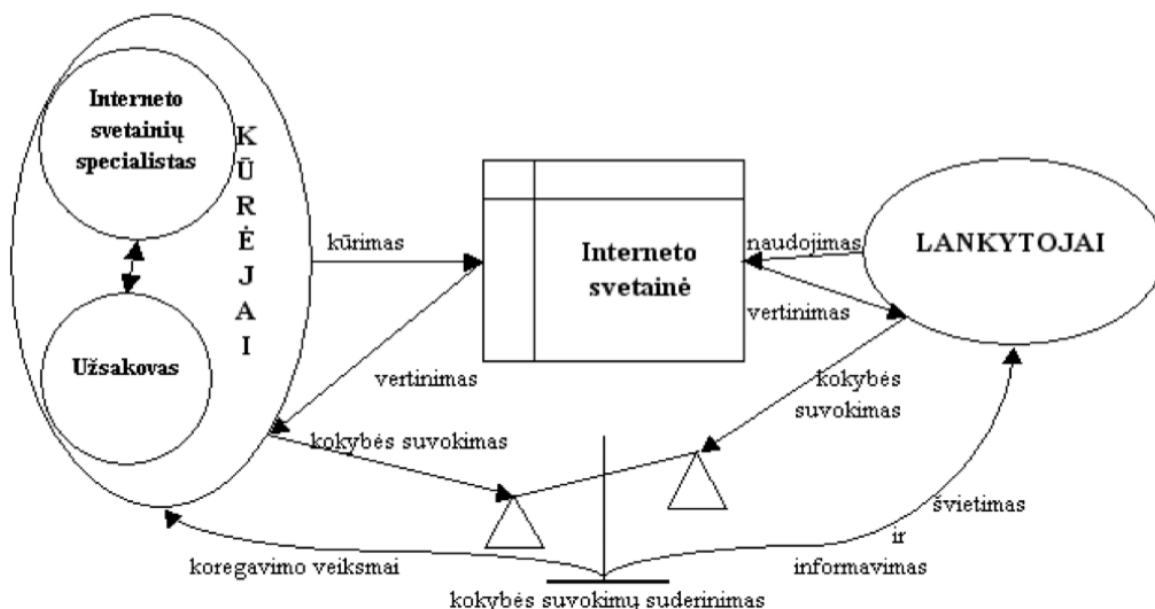 Interneto
svetainių
specialistas
KŪRĖJAI
Užsakovas
kūrimas
vertinimas
kokybės suvokimas
Interneto
svetainė
naudojimas
vertinimas
LANKYTOJAI
kokybės
suvokimas
koregavimo veiksmai
švietimas
ir
informavimas
kokybės suvokimų suderinimas